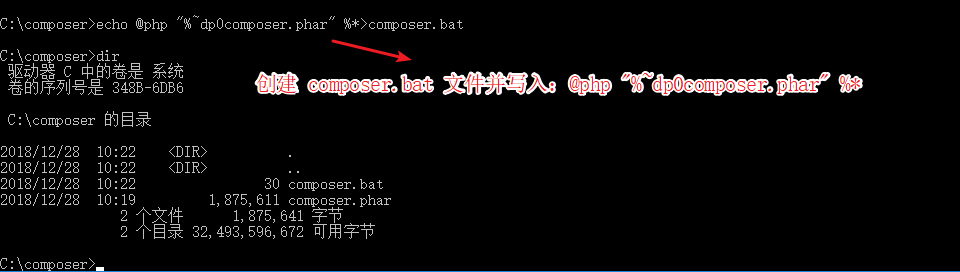 C:\composer>echo @php "%~dp0composer.phar" %*>composer.bat
C:\composer>dir
驱动器 C 中的卷是 系统
卷的序列号是 348B-6DB6
创建 composer.bat 文件并写入: @php "%~dp0composer.phar" %*
C:\composer 的目录
2018/12/28  10:22    <DIR>          .
2018/12/28  10:22    <DIR>          ..
2018/12/28  10:22                30 composer.bat
2018/12/28  10:19         1,875,611 composer.phar
2 个文件      1,875,641 字节
2 个目录 32,493,596,672 可用字节
C:\composer>